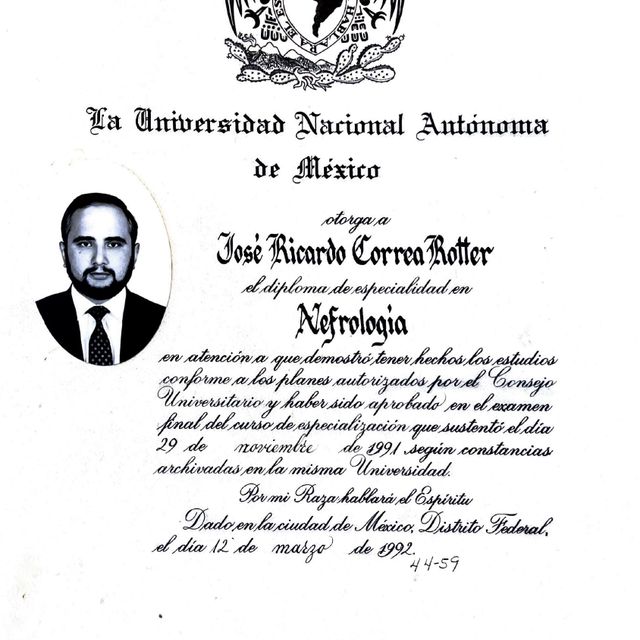 HABLARA EL ES
La Universidad Nacional Autónoma
de México
otorga a
José Ricardo Correa Rotter
el diploma de especialidad en
Nefrología
en atención a que demostró tener hechos los estudios
conforme a los planes autorizados por el Consejo
Universitario y haber sido aprobado en el examen
final del curso de especialización que sustentó el día
29 de noviembre de 1991 según constancias
archivadas en la misma Universidad.
Por mi Raza hablará el Espíritu
Dado en la ciudad de México, Distrito Federal,
el día 12 de marzo de 1992.
44-59